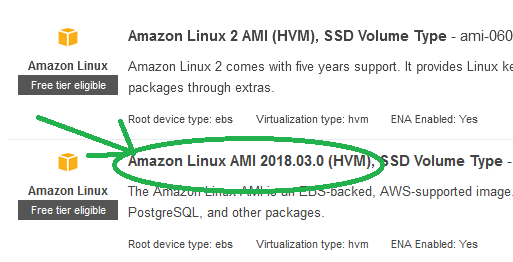 Amazon Linux 2 AMI (HVM), SSD Volume Type - ami-060
Amazon Linux
Free tier eligible
Amazon Linux 2 comes with five years support. It provides Linux ke
packages through extras.
Root device type: ebs Virtualization type: hvm ENA Enabled: Yes
Amazon Linux AMI 2018.03.0 (HVM), SSD Volume Type -
Amazon Linux
Free tier eligible
The Amazon Linux AMI is an EBS-backed, AWS-supported image.
PostgreSQL, and other packages.
Root device type: ebs Virtualization type: hvm ENA Enabled: Yes